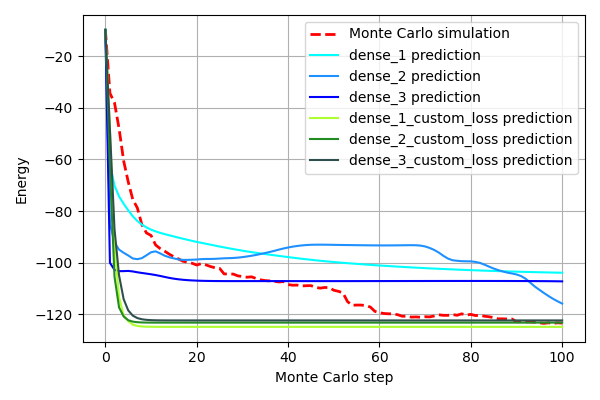 Monte Carlo simulation
dense_1 prediction
dense_2 prediction
dense_3 prediction
dense_1_custom_loss prediction
dense_2_custom_loss prediction
dense_3_custom_loss prediction
Energy
−20
−40
−60
−80
−100
−120
0 20 40 60 80 100
Monte Carlo step